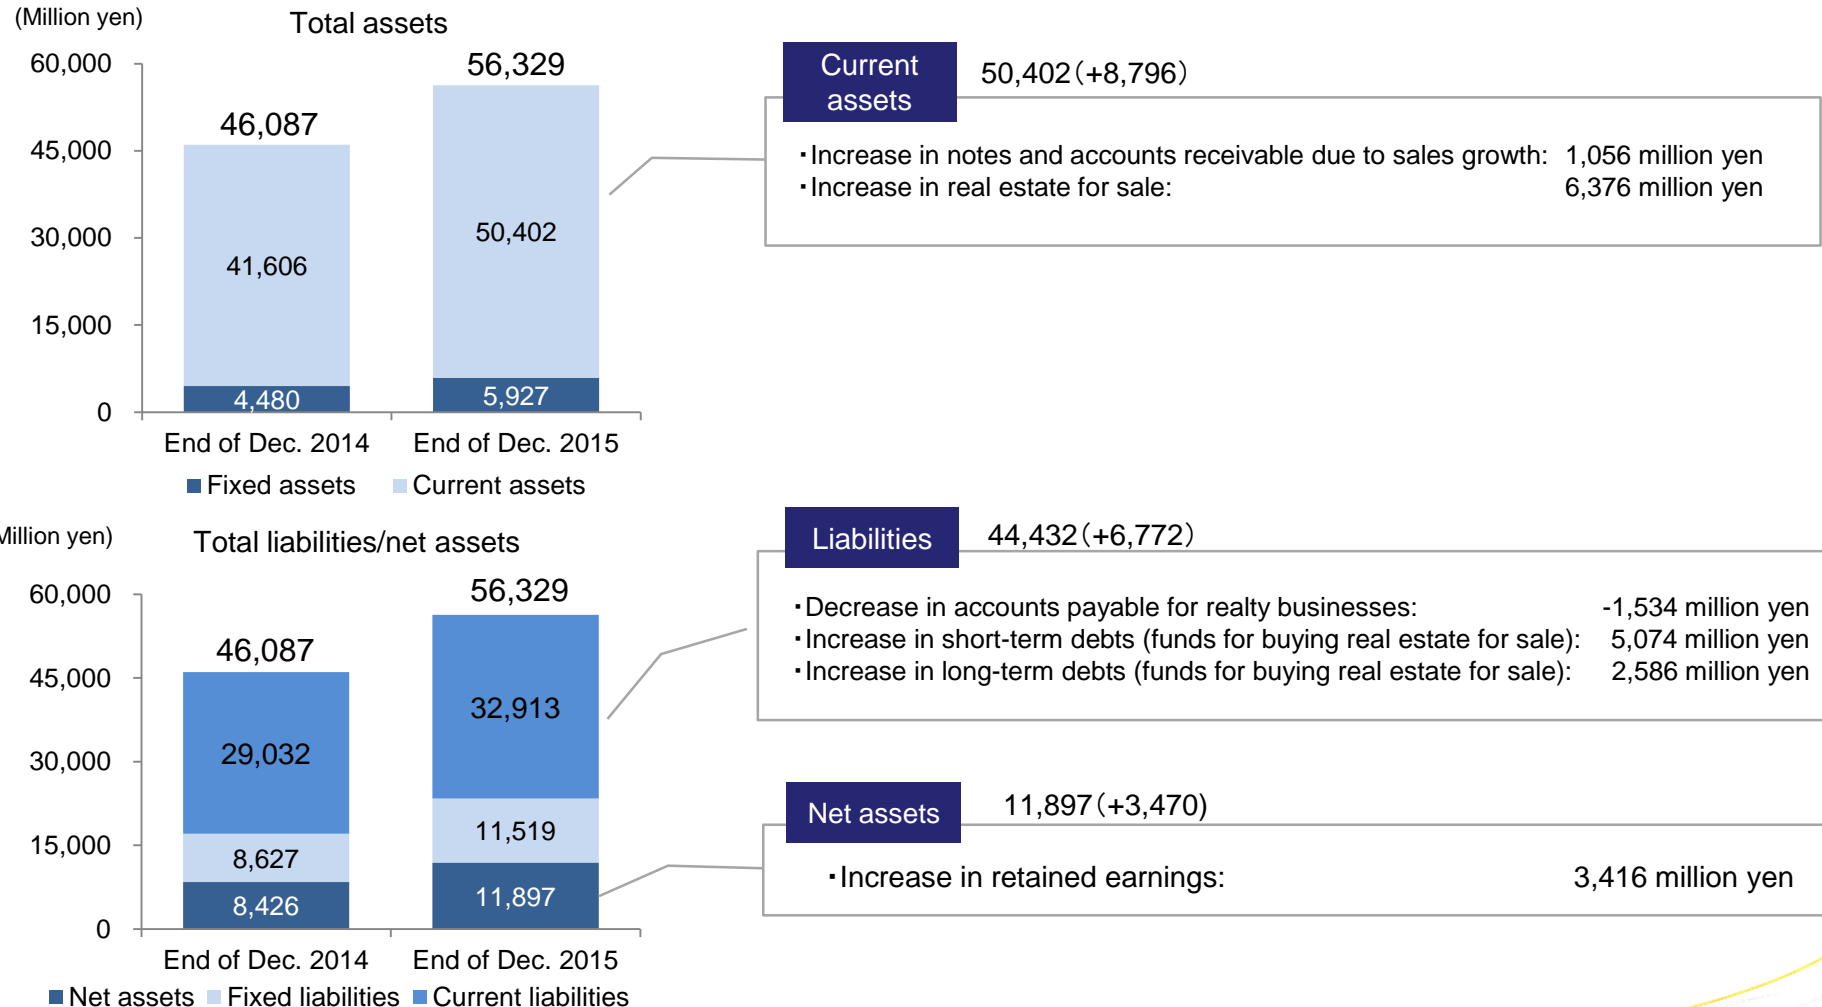 (Million yen)
Total assets
60,000
45,000
30,000
15,000
0
46,087
41,606
4,480
56,329
50,402
5,927
End of Dec. 2014
End of Dec. 2015
Fixed assets
Current assets
Current
assets
50,402（+8,796）
・Increase in notes and accounts receivable due to sales growth: 1,056 million yen
・Increase in real estate for sale: 6,376 million yen
Million yen)
Total liabilities/net assets
60,000
45,000
30,000
15,000
0
46,087
29,032
8,627
8,426
56,329
32,913
11,519
11,897
End of Dec. 2014
End of Dec. 2015
Net assets
Fixed liabilities
Current liabilities
Liabilities
44,432（+6,772）
・Decrease in accounts payable for realty businesses: -1,534 million yen
・Increase in short-term debts (funds for buying real estate for sale): 5,074 million yen
・Increase in long-term debts (funds for buying real estate for sale): 2,586 million yen
Net assets
11,897（+3,470)
・Increase in retained earnings: 3,416 million yen